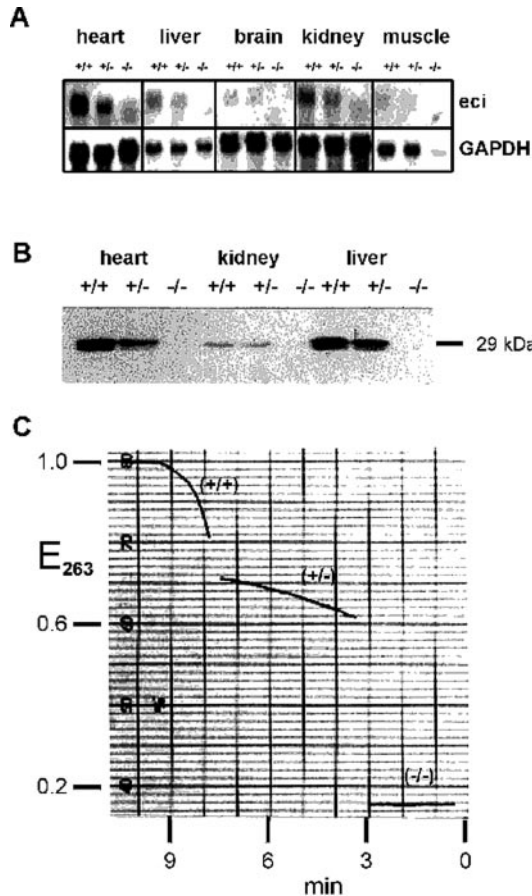 A
heart liver brain kidney muscle
+/+ +/- -/- +/+ +/- -/- +/+ +/- -/- +/+ +/- -/- +/+ +/- -/-
eci
GAPDH
B
heart kidney liver
+/+ +/- -/- +/+ +/- -/- +/+ +/- -/-
29 kDa
C
1.0
(+/+)
E263
(+/-)
0.6
0.2
(-/-)
9 6 3 0
min